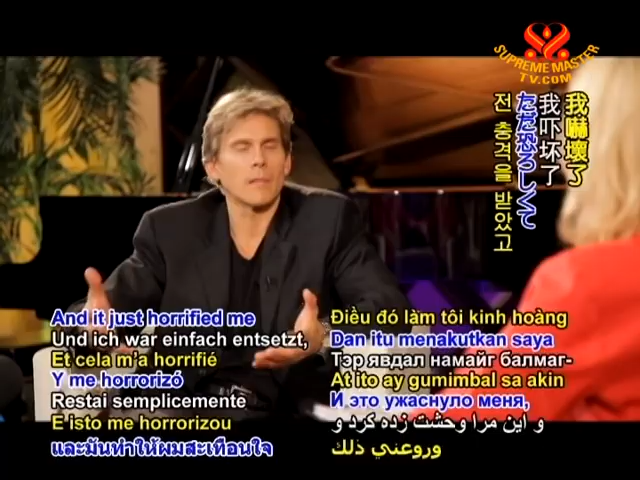 SUPREME MASTER
TV.COM
我嚇壞了
我吓坏了
ただ恐ろしくて
전 충격을 받았고
And it just horrified me
Und ich war einfach entsetzt,
Et cela m'a horrifié
Y me horrorizó
Restai semplicemente
E isto me horrorizou
และมันทำให้ผมสะเทือนใจ
Điều đó làm tôi kinh hoàng
Dan itu menakutkan saya
Тэр явдал намайг балмаг-
At ito ay gumimbal sa akin
И это ужаснуло меня,
و این مرا وحشت زده کرد و
وروعني ذلك